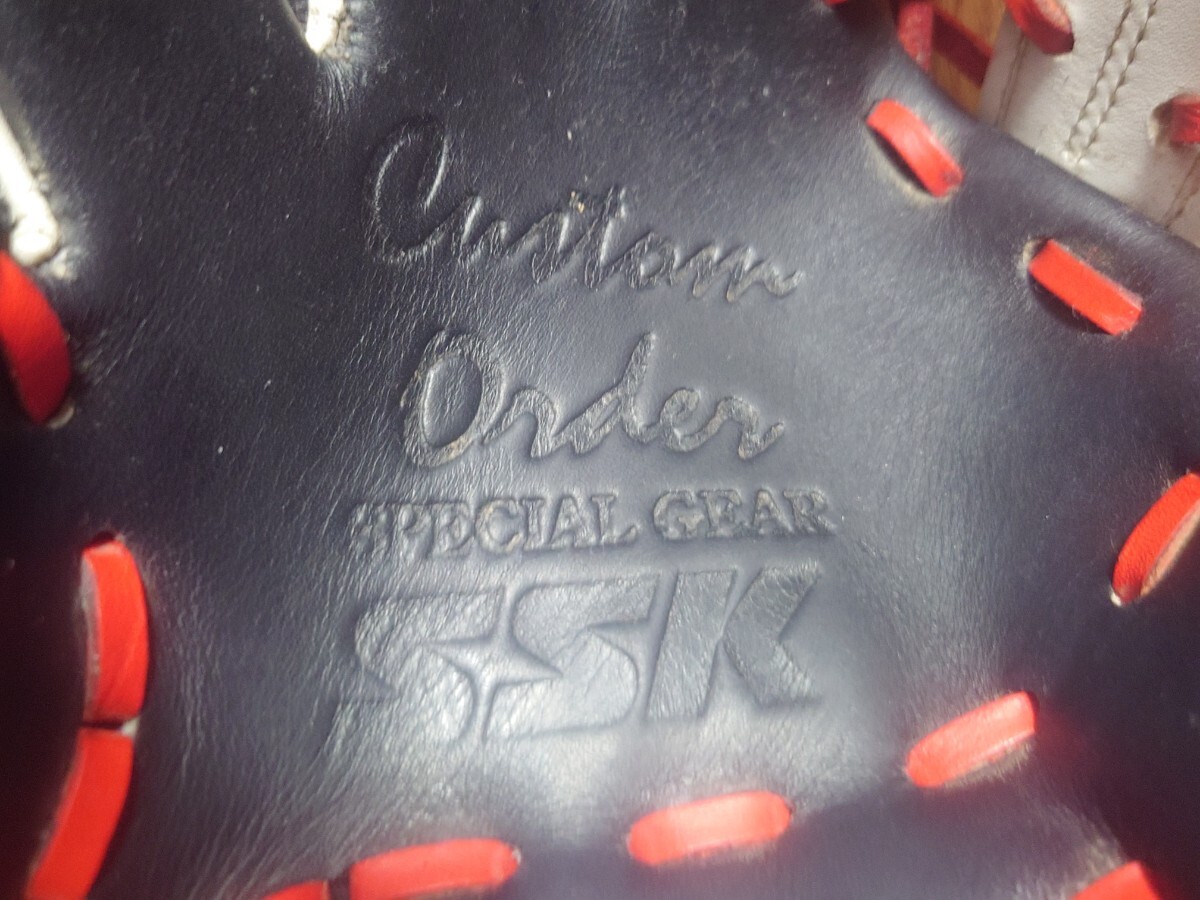 Custom
Order
SPECIAL GEAR
SSK